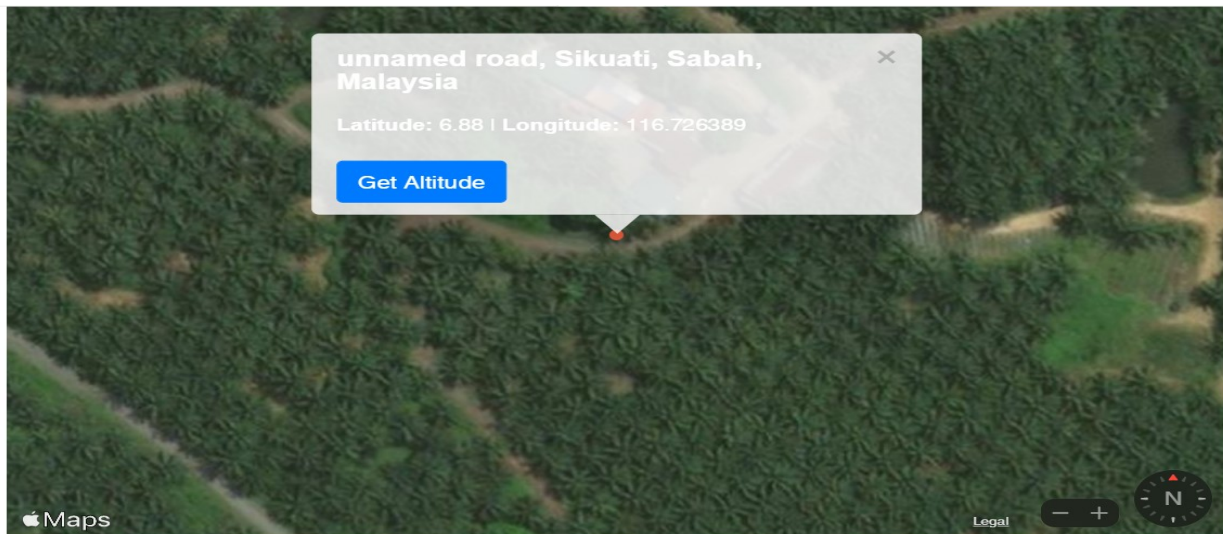 unnamed road, Sikuati, Sabah,
Malaysia
×
Latitude: 6.88 | Longitude: 116.726389
Get Altitude
Maps
Legal
− +
N